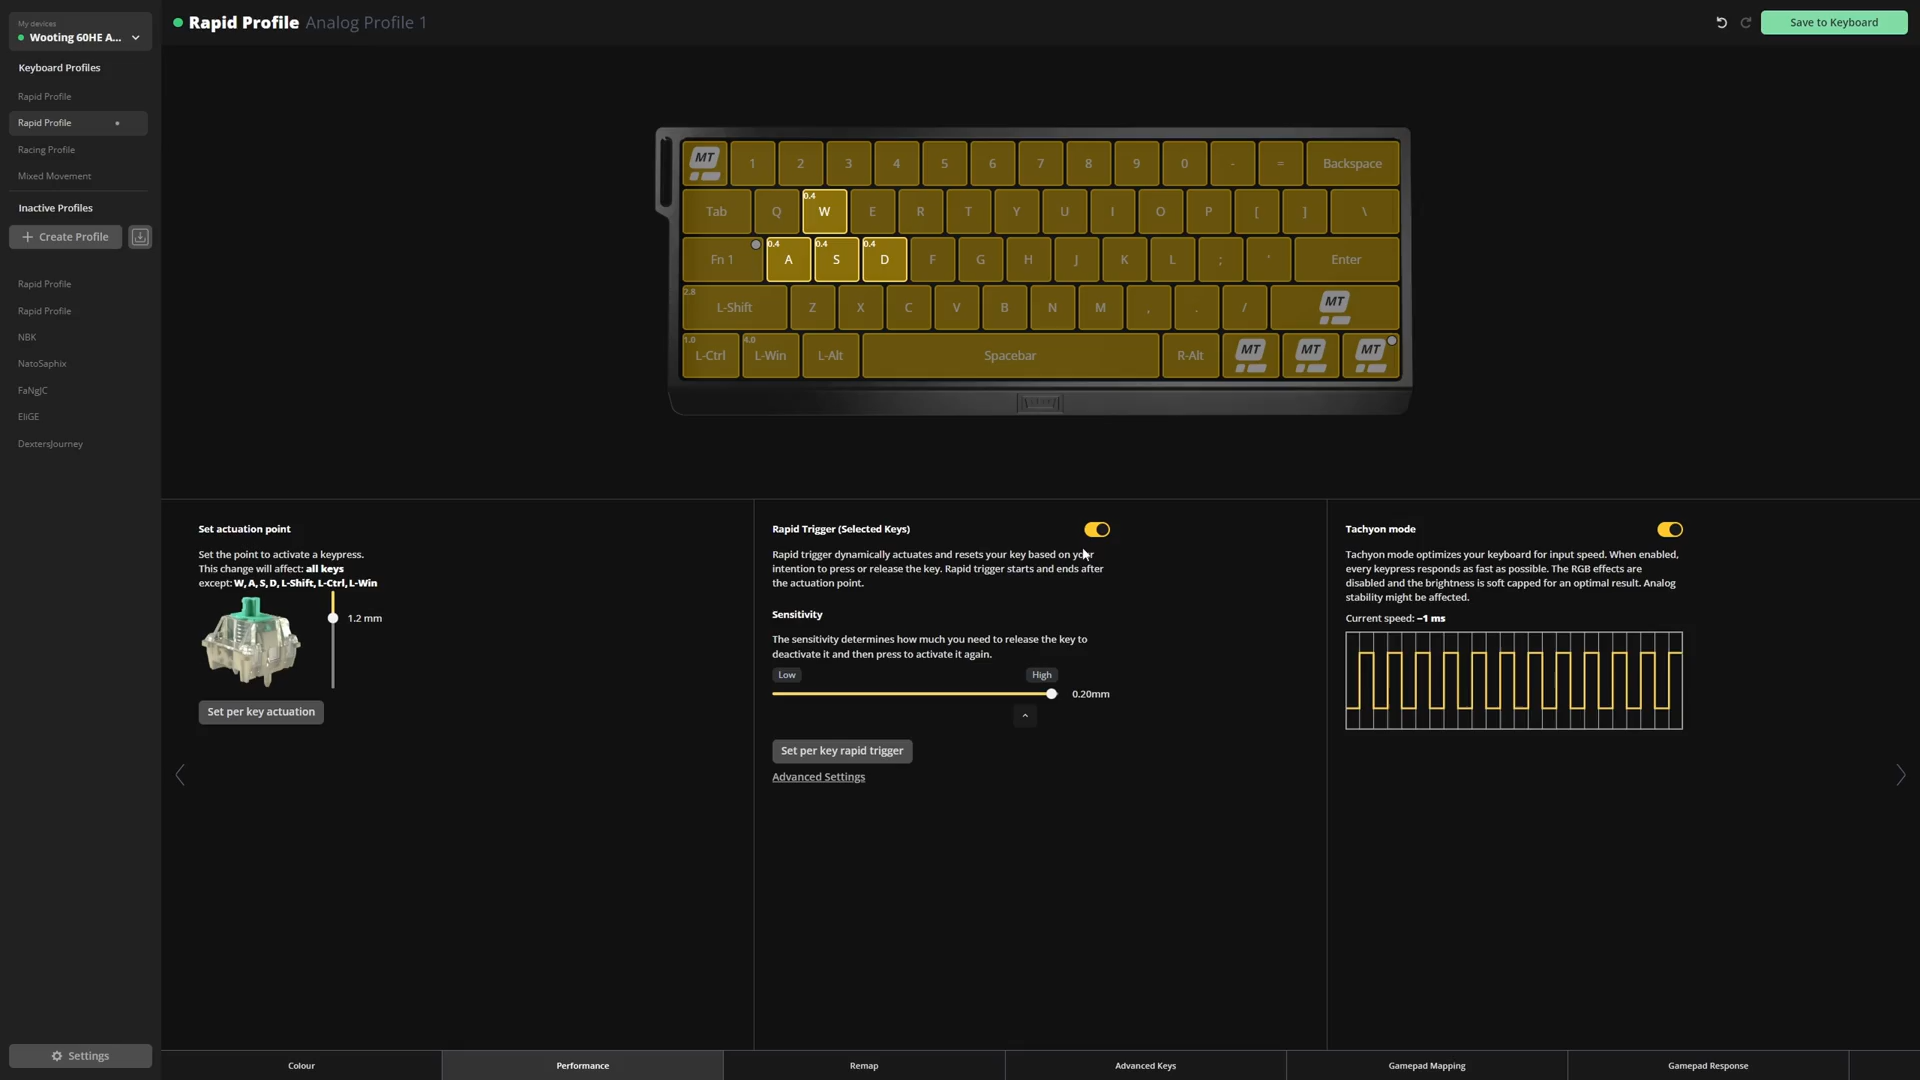 My devices
Wooting 60HE A...
Keyboard Profiles
Rapid Profile
Rapid Profile
Racing Profile
Mixed Movement
Inactive Profiles
Create Profile
Rapid Profile
Rapid Profile
NBK
NatoSaphix
FaNgJC
EliGE
DextersJourney
Settings
Rapid Profile Analog Profile 1
Save to Keyboard
MT 1 2 3 4 5 6 7 8 9 0 - = Backspace
Tab Q 0.4 W E R T Y U I O P [ ] \
Fn 1 0.4 A 0.4 S 0.4 D F G H J K L ; ' Enter
2.8 L-Shift Z X C V B N M , . / MT
1.0 L-Ctrl 4.0 L-Win L-Alt Spacebar R-Alt MT MT MT
Set actuation point
Set the point to activate a keypress.
This change will affect: all keys
except: W, A, S, D, L-Shift, L-Ctrl, L-Win
1.2 mm
Set per key actuation
Rapid Trigger (Selected Keys)
Rapid trigger dynamically actuates and resets your key based on your
intention to press or release the key. Rapid trigger starts and ends after
the actuation point.
Sensitivity
The sensitivity determines how much you need to release the key to
deactivate it and then press to activate it again.
Low High
0.20mm
Set per key rapid trigger
Advanced Settings
Tachyon mode
Tachyon mode optimizes your keyboard for input speed. When enabled,
every keypress responds as fast as possible. The RGB effects are
disabled and the brightness is soft capped for an optimal result. Analog
stability might be affected.
Current speed: ~1 ms
Colour Performance Remap Advanced Keys Gamepad Mapping Gamepad Response